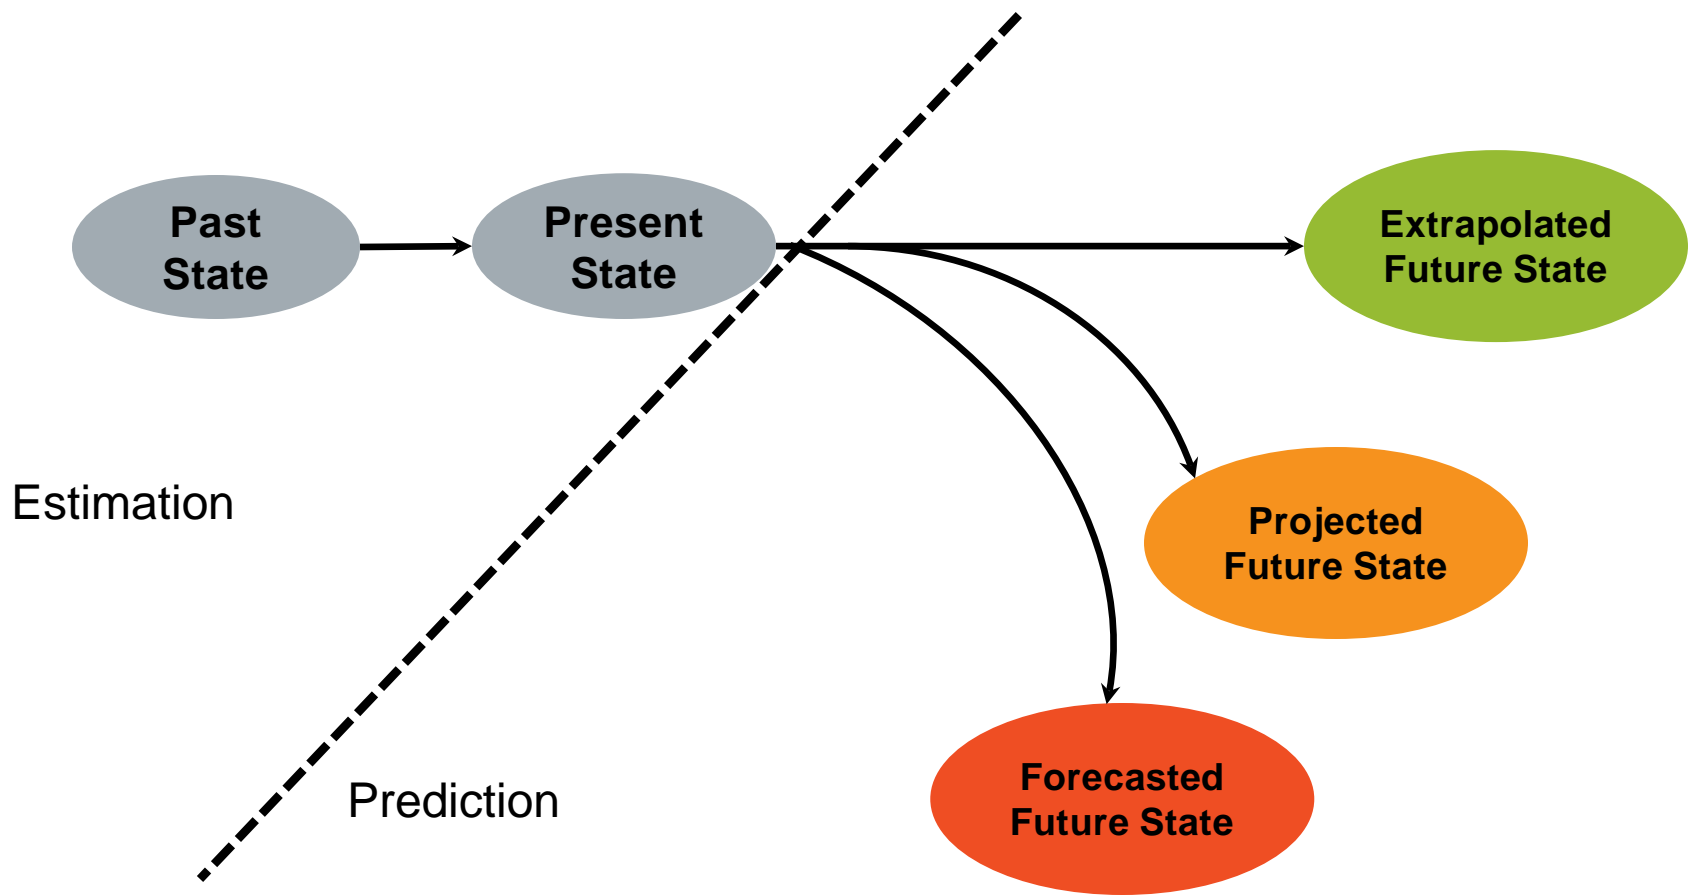 Past
State
Present
State
Extrapolated
Future State
Estimation
Projected
Future State
Prediction
Forecasted
Future State